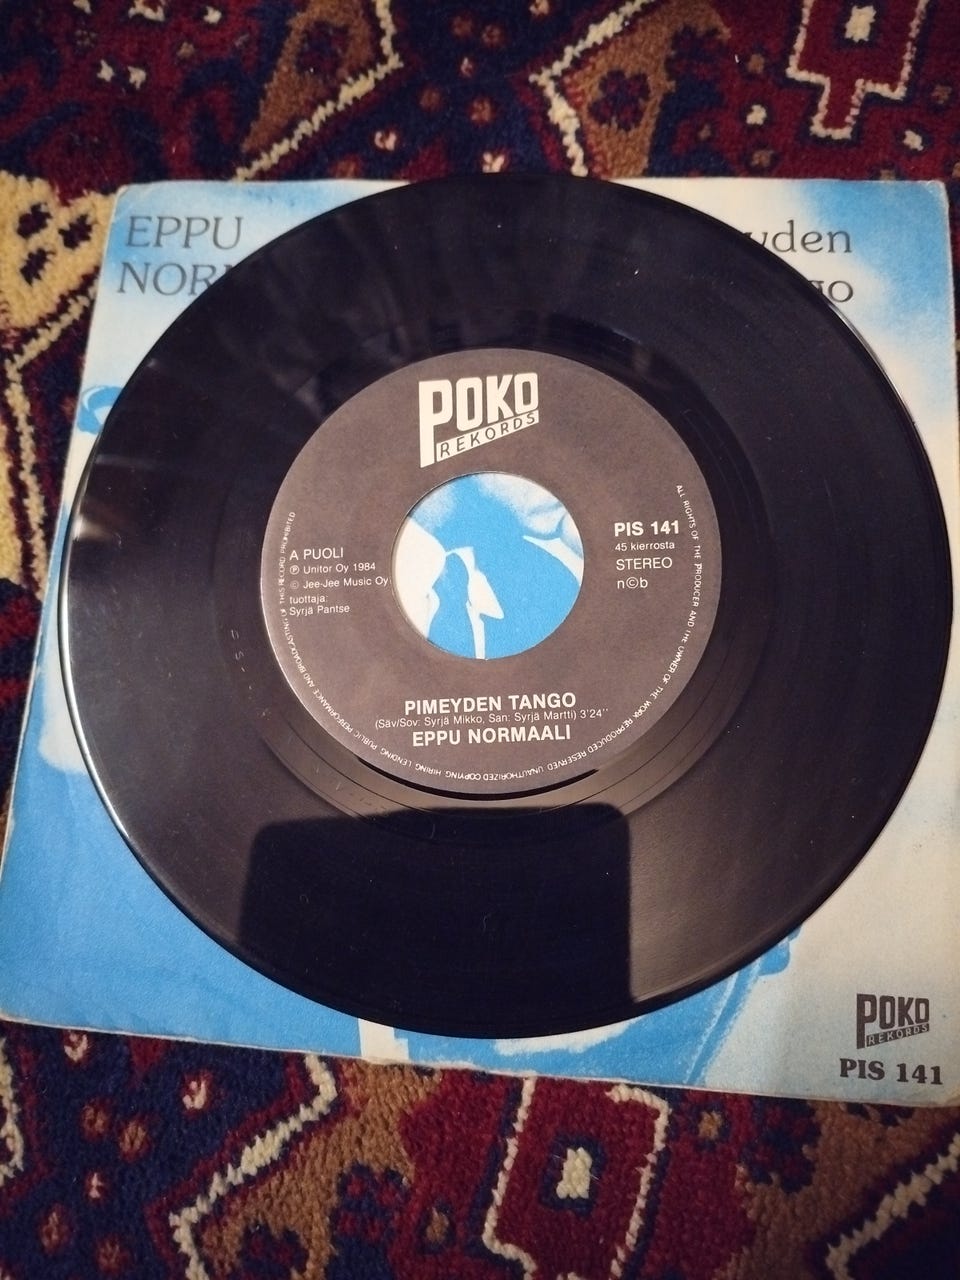 EPPU
NOR
yden
go
POKO
REKORDS
A PUOLI
℗ Unitor Oy 1984
© Jee-Jee Music Oy
tuottaja:
Syrjä Pantse
PIS 141
45 kierrosta
STEREO
n©b
PIMEYDEN TANGO
(Säv/Sov: Syrjä Mikko, San: Syrjä Martti) 3'24''
EPPU NORMAALI
ALL RIGHTS OF THE PRODUCER AND THE OWNER OF THE WORK REPRODUCED RESERVED UNAUTHORIZED COPYING, HIRING, LENDING, PUBLIC PERFORMANCE AND BROADCASTING OF THIS RECORD PROHIBITED
POKO
REKORDS
PIS 141